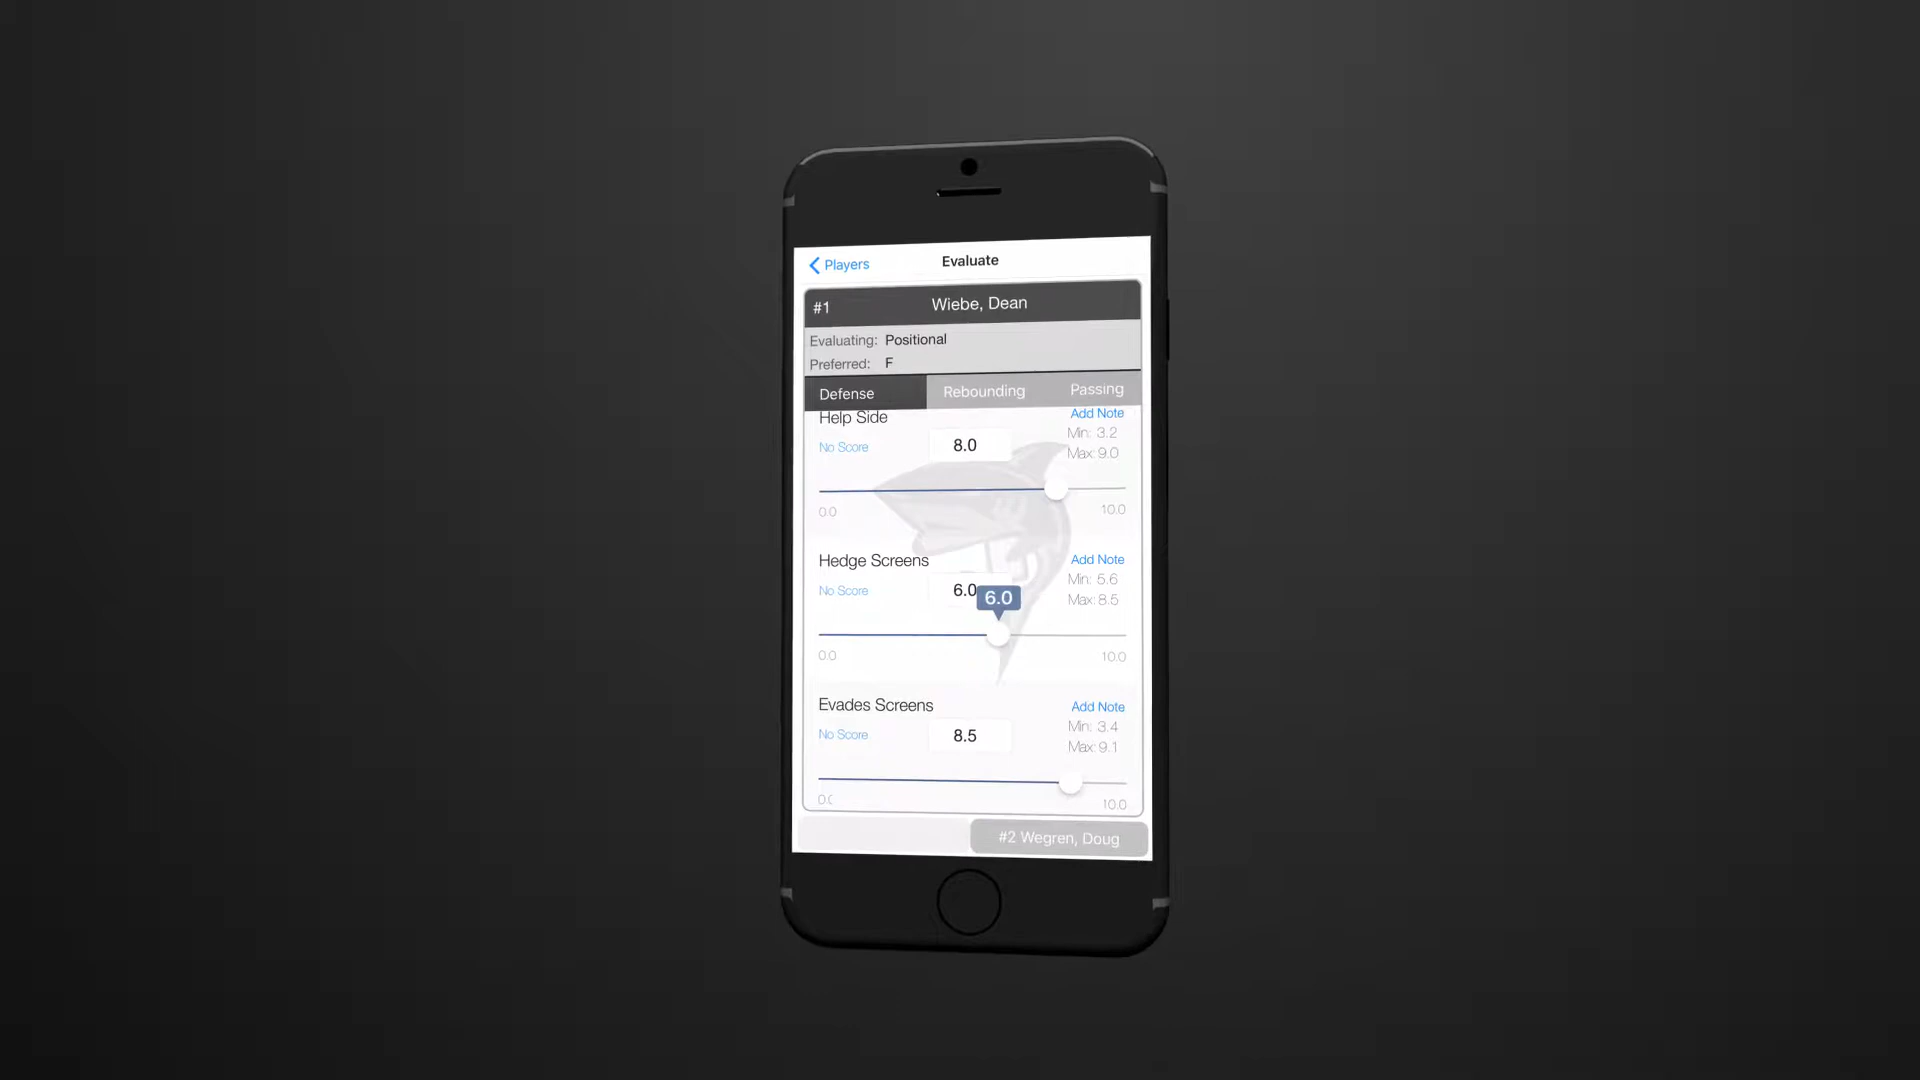 Players
Evaluate
#1
Wiebe, Dean
Evaluating: Positional
Preferred: F
Defense
Rebounding
Passing
Help Side
Add Note
No Score
8.0
Min: 3.2
Max: 9.0
0.0
10.0
Hedge Screens
Add Note
No Score
6.0
6.0
Min: 5.6
Max: 8.5
0.0
10.0
Evades Screens
Add Note
No Score
8.5
Min: 3.4
Max: 9.1
0.0
10.0
#2 Wegren, Doug